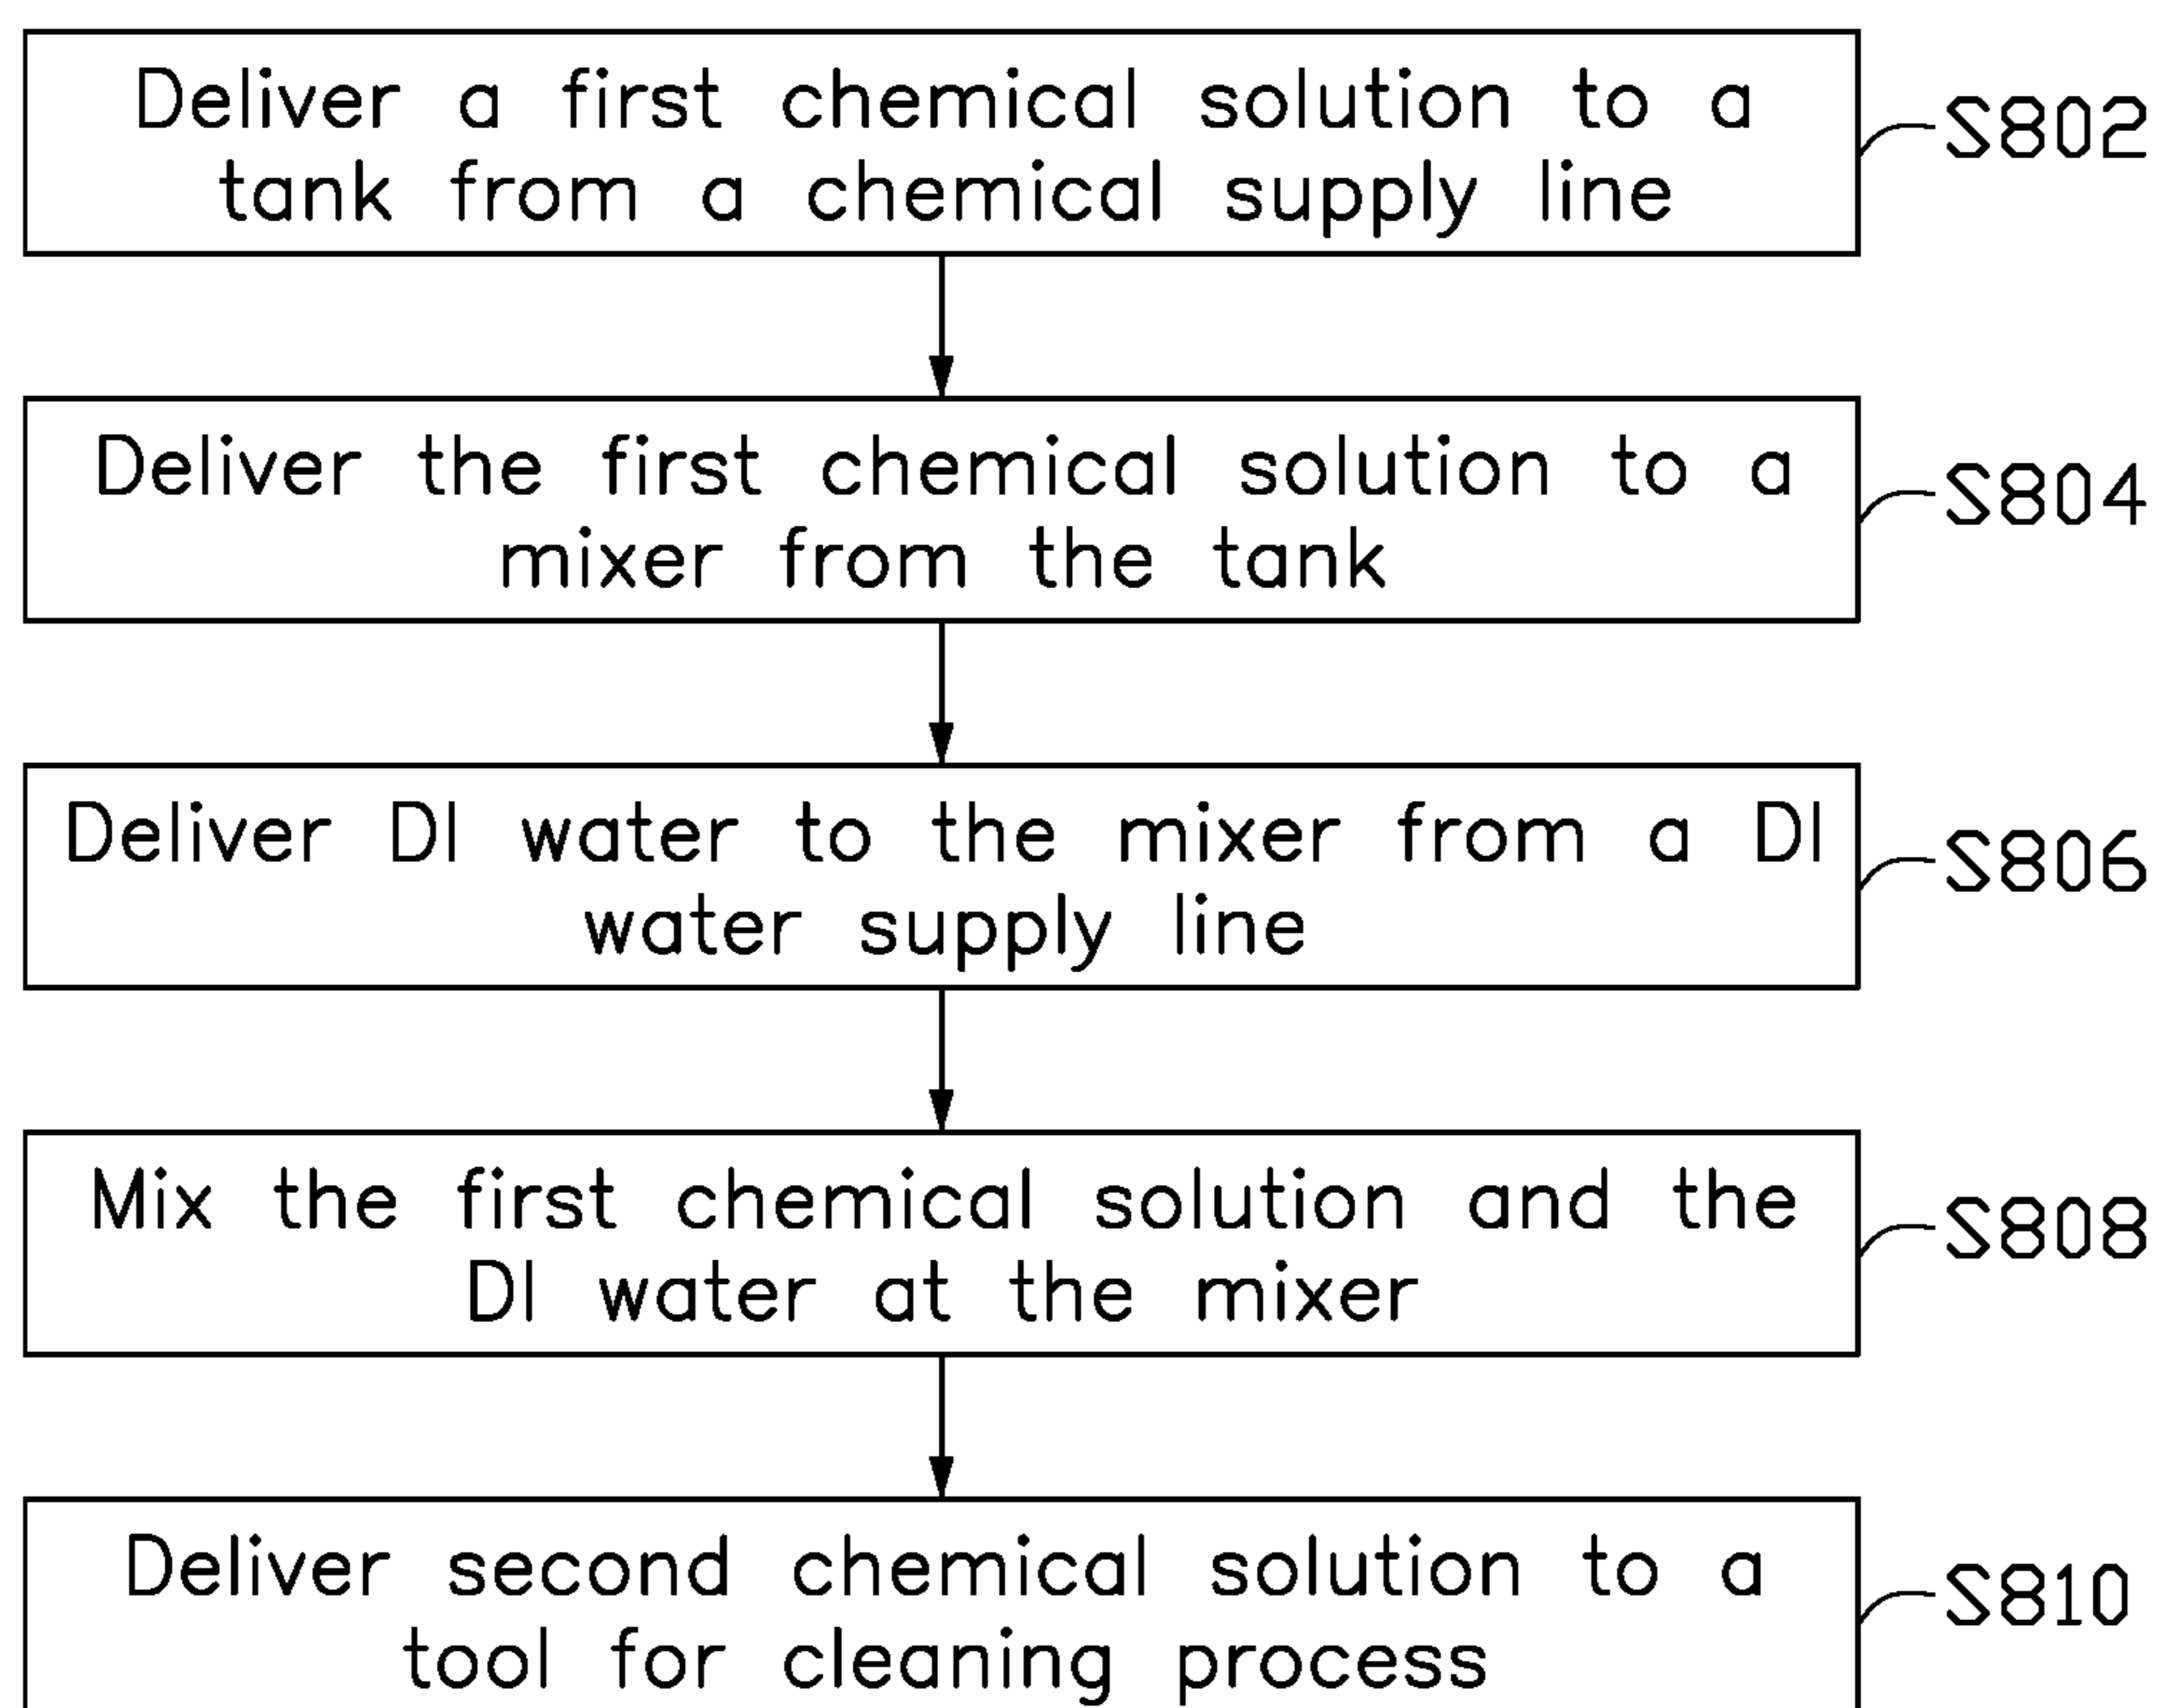 Deliver a first chemical solution to a
tank from a chemical supply line
S802
Deliver the first chemical solution to a
mixer from the tank
S804
Deliver DI water to the mixer from a DI
water supply line
S806
Mix the first chemical solution and the
DI water at the mixer
S808
Deliver second chemical solution to a
tool for cleaning process
S810